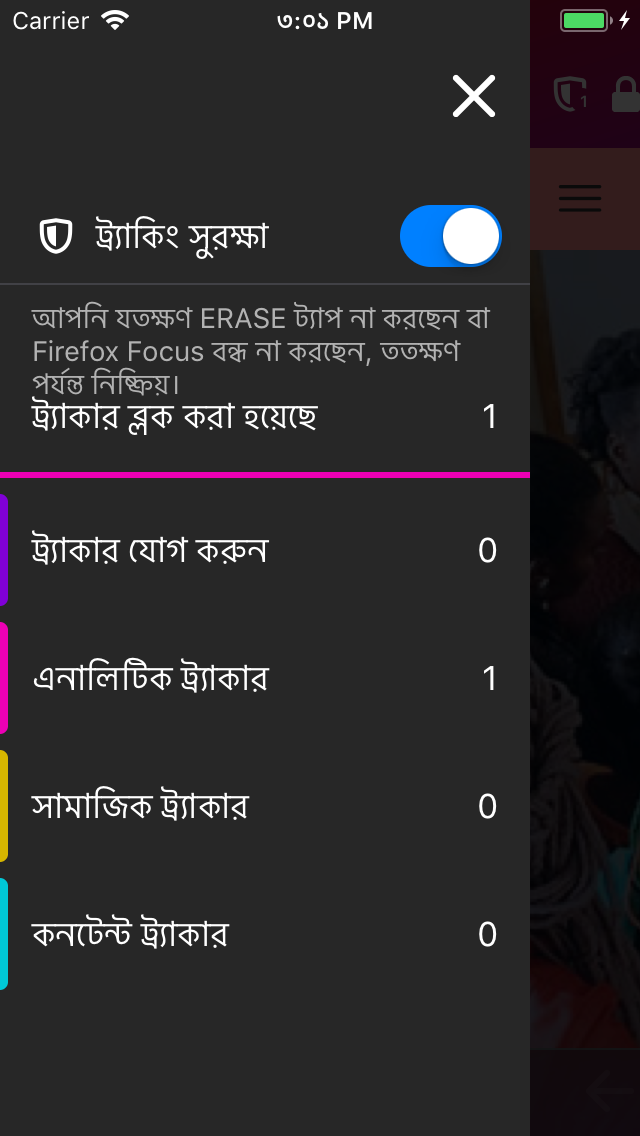 Carrier ৩:০১ PM
1
ট্র্যাকিং সুরক্ষা
আপনি যতক্ষণ ERASE ট্যাপ না করছেন বা
Firefox Focus বন্ধ না করছেন, ততক্ষণ
পর্যন্ত নিষ্ক্রিয়।
ট্র্যাকার ব্লক করা হয়েছে 1
ট্র্যাকার যোগ করুন 0
এনালিটিক ট্র্যাকার 1
সামাজিক ট্র্যাকার 0
কনটেন্ট ট্র্যাকার 0